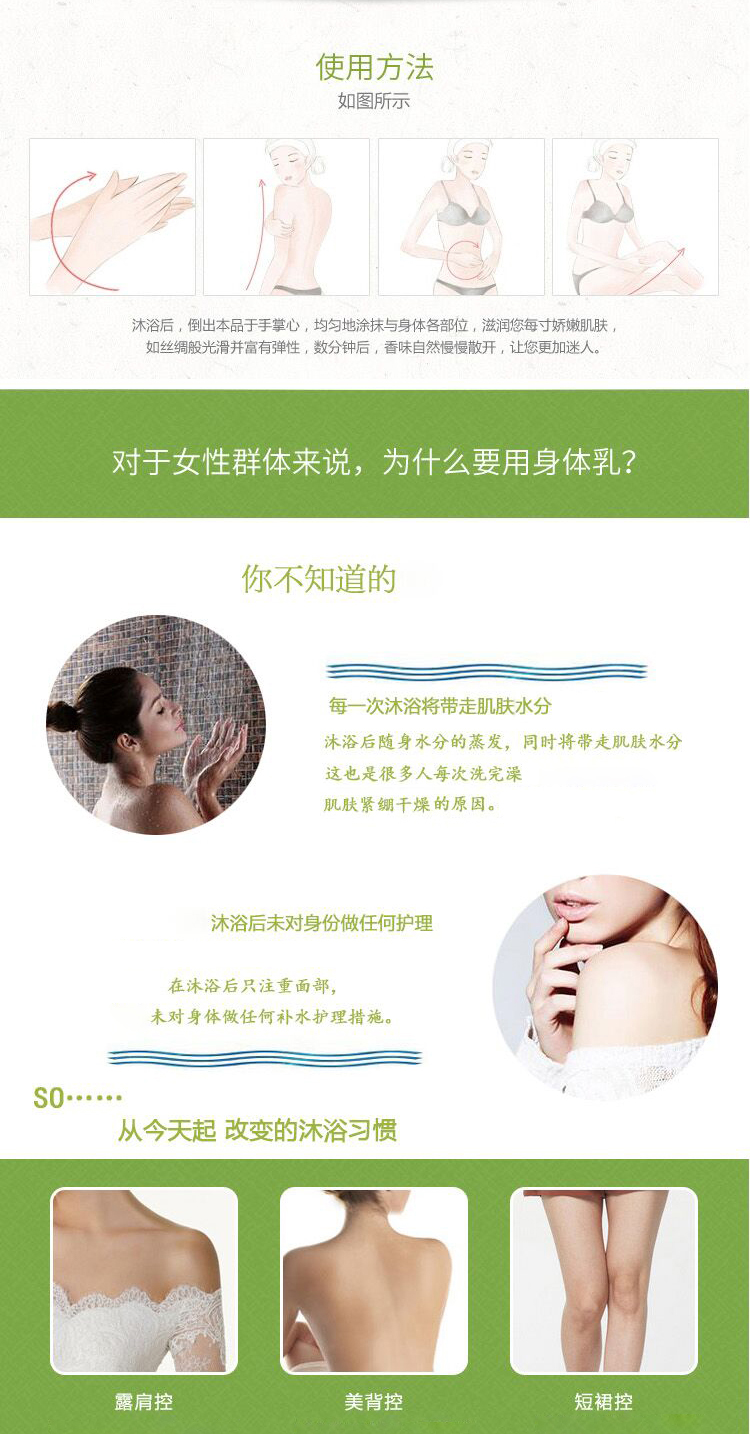 使用方法
如图所示
沐浴后，倒出本品于手掌心，均匀地涂抹与身体各部位，滋润您每寸娇嫩肌肤，
如丝绸般光滑并富有弹性，数分钟后，香味自然慢慢散开，让您更加迷人。
对于女性群体来说，为什么要用身体乳？
你不知道的
每一次沐浴将带走肌肤水分
沐浴后随身水分的蒸发，同时将带走肌肤水分
这也是很多人每次洗完澡
肌肤紧绷干燥的原因。
沐浴后未对身份做任何护理
在沐浴后只注重面部，
未对身体做任何补水护理措施。
SO……
从今天起 改变的沐浴习惯
露肩控
美背控
短裙控